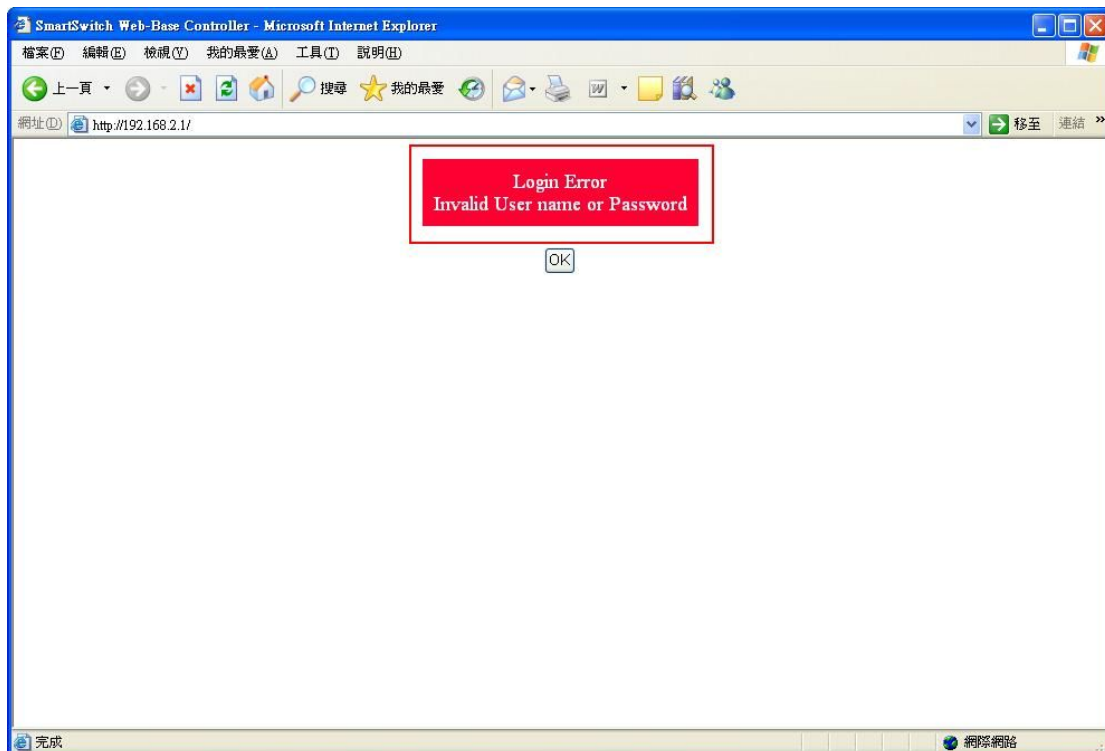 SmartSwitch Web-Base Controller - Microsoft Internet Explorer
檔案(F) 編輯(E) 檢視(V) 我的最愛(A) 工具(T) 說明(H)
上一頁 搜尋 我的最愛
網址(D) http://192.168.2.1/ 移至 連結 »
Login Error
Invalid User name or Password
OK
完成 網際網路